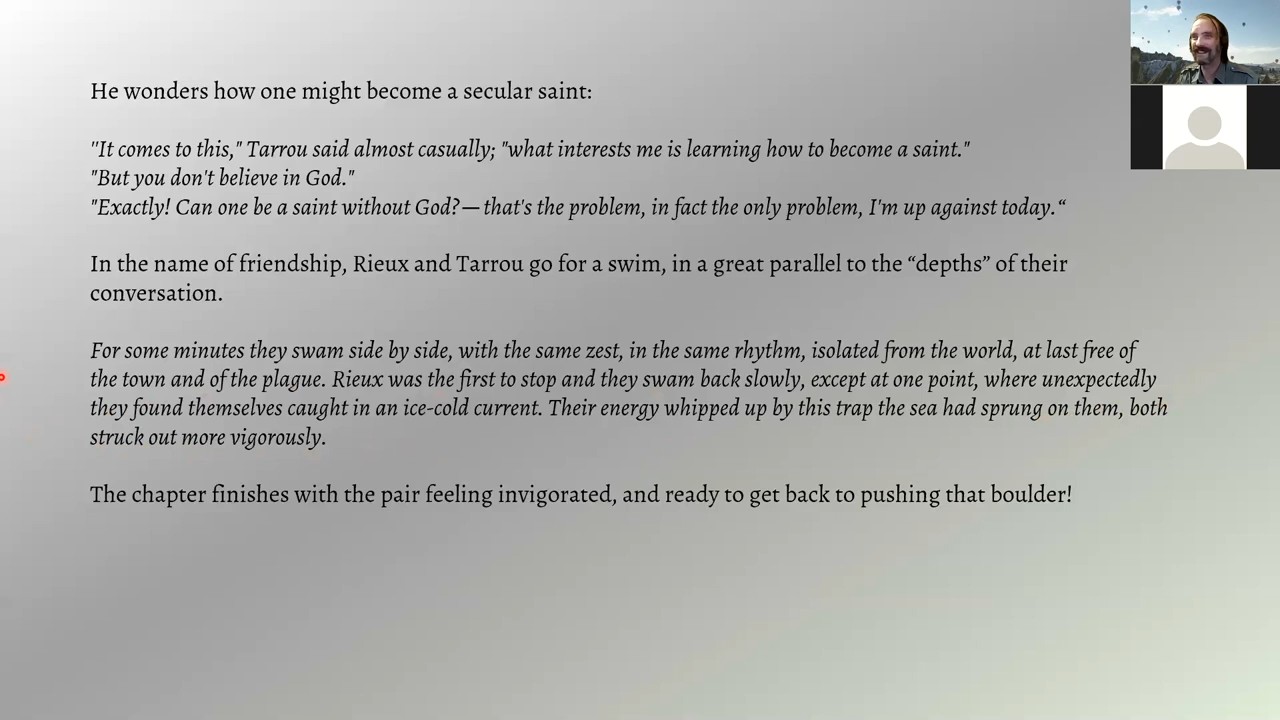 He wonders how one might become a secular saint:
"It comes to this," Tarrou said almost casually; "what interests me is learning how to become a saint."
"But you don't believe in God."
"Exactly! Can one be a saint without God?—that's the problem, in fact the only problem, I'm up against today.“
In the name of friendship, Rieux and Tarrou go for a swim, in a great parallel to the “depths” of their
conversation.
For some minutes they swam side by side, with the same zest, in the same rhythm, isolated from the world, at last free of
the town and of the plague. Rieux was the first to stop and they swam back slowly, except at one point, where unexpectedly
they found themselves caught in an ice-cold current. Their energy whipped up by this trap the sea had sprung on them, both
struck out more vigorously.
The chapter finishes with the pair feeling invigorated, and ready to get back to pushing that boulder!